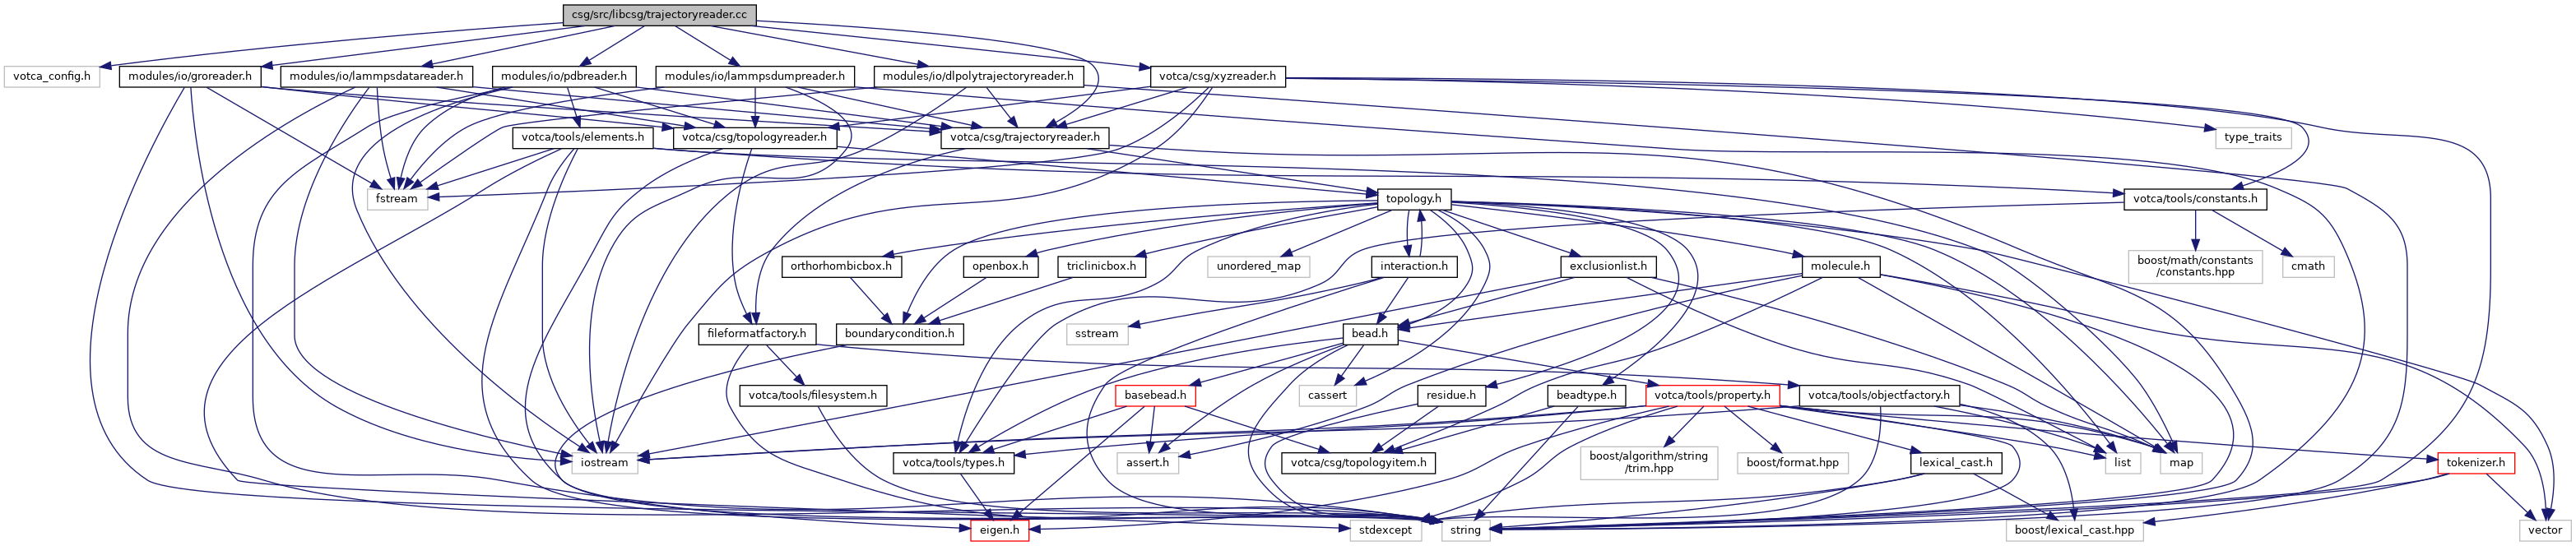 csg/src/libcsg/trajectoryreader.cc
votca_config.h
modules/io/groreader.h
modules/io/lammpsdatareader.h
modules/io/pdbreader.h
modules/io/lammpsdumpreader.h
modules/io/dlpolytrajectoryreader.h
votca/csg/xyzreader.h
votca/tools/elements.h
votca/csg/topologyreader.h
votca/csg/trajectoryreader.h
type_traits
fstream
topology.h
votca/tools/constants.h
orthorhombicbox.h
openbox.h
triclinicbox.h
unordered_map
interaction.h
exclusionlist.h
molecule.h
boost/math/constants
/constants.hpp
cmath
fileformatfactory.h
boundarycondition.h
sstream
bead.h
votca/tools/filesystem.h
basebead.h
cassert
residue.h
beadtype.h
votca/tools/property.h
votca/tools/objectfactory.h
iostream
votca/tools/types.h
assert.h
votca/csg/topologyitem.h
boost/algorithm/string
/trim.hpp
boost/format.hpp
lexical_cast.h
list
map
tokenizer.h
eigen.h
stdexcept
string
boost/lexical_cast.hpp
vector